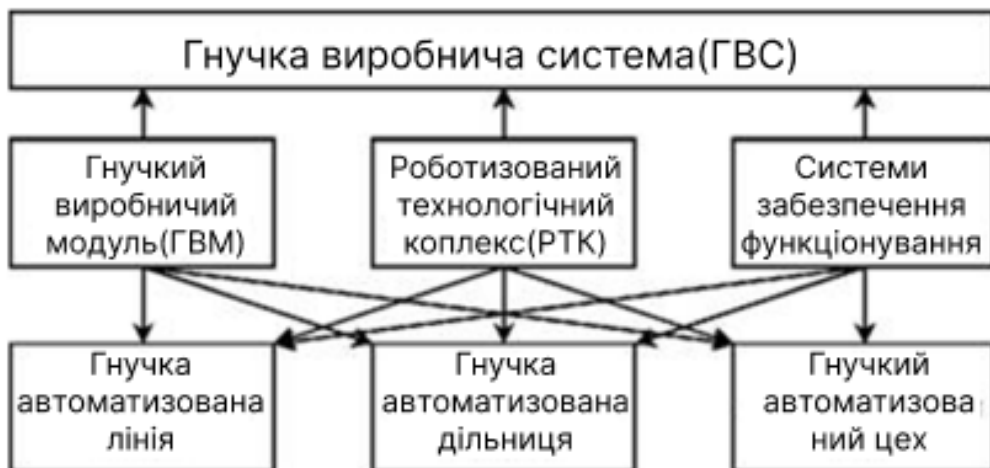 Гнучка виробнича система(ГВС)
Гнучкий
виробничий
модуль(ГВМ)
Роботизований
технологічний
коплекс(РТК)
Системи
забезпечення
функціонування
Гнучка
автоматизована
лінія
Гнучка
автоматизована
дільниця
Гнучкий
автоматизова
ний цех